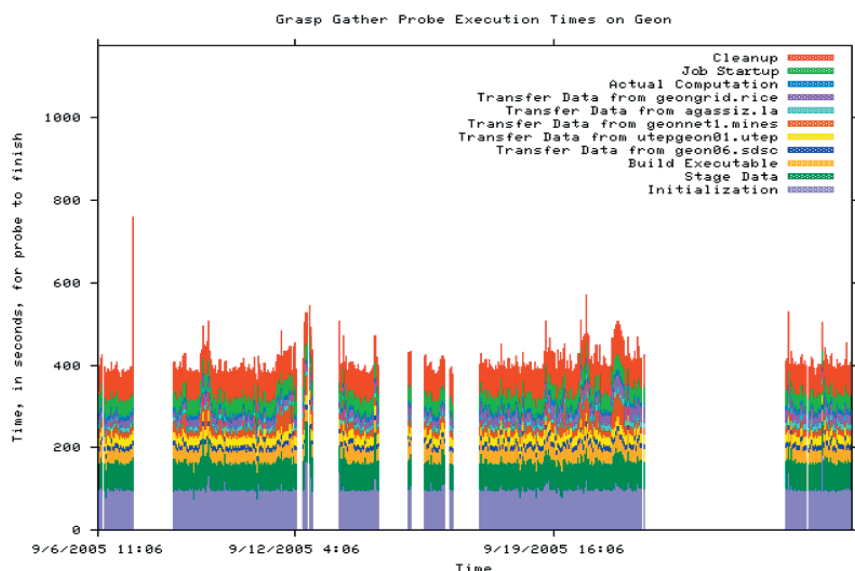 Grasp Gather Probe Execution Times on Geon
Cleanup
Job Startup
Actual Computation
Transfer Data from geongrid.rice
Transfer Data from agassiz.la
Transfer Data from geonnet1.mines
Transfer Data from utepgeon01.utep
Transfer Data from geon06.sdsc
Build Executable
Stage Data
Initialization
Time, in seconds, for probe to finish
1000
800
600
400
200
0
9/6/2005 11:06 9/12/2005 4:06 9/19/2005 16:06
Time